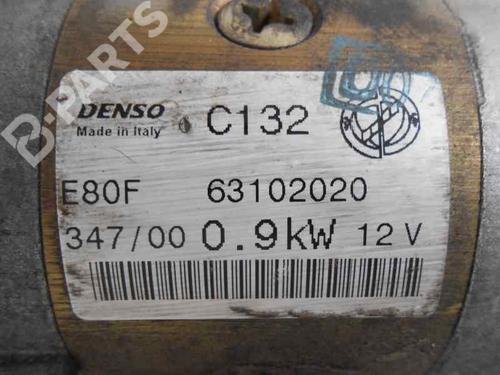 B-PARTS
DENSO C132
Made in Italy
E80F 63102020
347/00 0.9kW 12 V